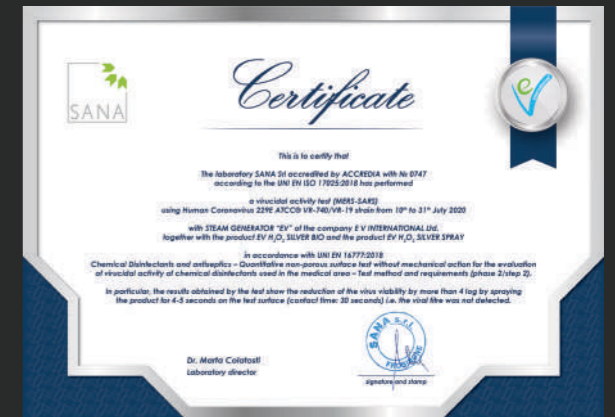 SANA
Certificate
e
V
This is to certify that
The laboratory SANA Srl accredited by ACCREDIA with № 0747
according to the UNI EN ISO 17025:2018 has performed
a virucidal activity test (MERS-SARS)
using Human Coronavirus 229E ATCC® VR-740/VR-19 strain from 10th to 31st July 2020
with STEAM GENERATOR "EV" of the company E V INTERNATIONAL Ltd.
together with the product EV H2O2 SILVER BIO and the product EV H2O2 SILVER SPRAY
in accordance with UNI EN 16777:2018
Chemical Disinfectants and antiseptics – Quantitative non-porous surface test without mechanical action for the evaluation
of virucidal activity of chemical disinfectants used in the medical area – Test method and requirements (phase 2/step 2).
In particular, the results obtained by the test show the reduction of the virus viability by more than 4 log by spraying
the product for 4-5 seconds on the test surface (contact time: 30 seconds) i.e. the viral titre was not detected.
SANA s.r.l.
Dr. Marta Colatosti
Laboratory director
signature and stamp